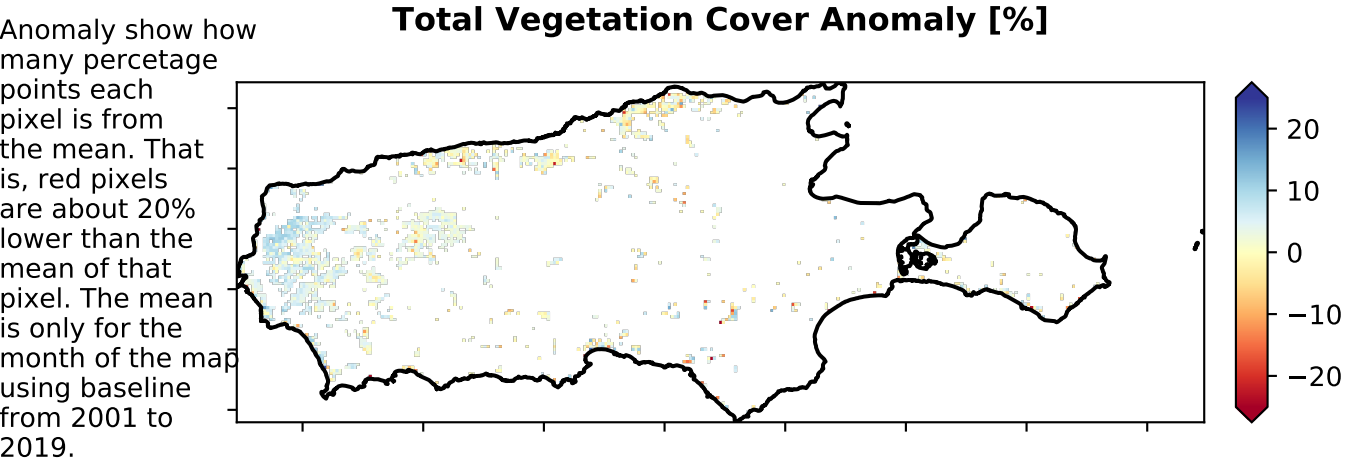 Total Vegetation Cover Anomaly [%]
Anomaly show how
many percetage
points each
pixel is from
the mean. That
is, red pixels
are about 20%
lower than the
mean of that
pixel. The mean
is only for the
month of the map
using baseline
from 2001 to
2019.
20
10
0
−10
−20